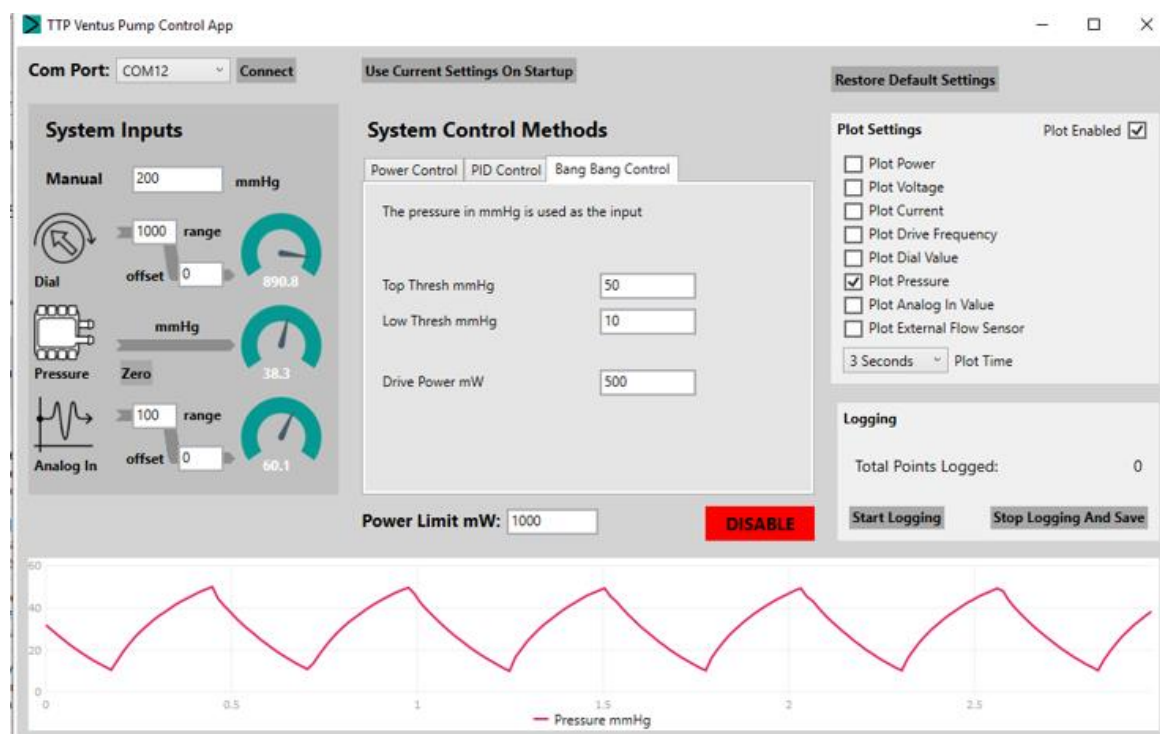 TTP Ventus Pump Control App
Com Port: COM12 Connect
Use Current Settings On Startup
Restore Default Settings
System Inputs
Manual 200 mmHg
1000 range
Dial
offset 0
890.8
mmHg
Pressure
Zero
38.3
100 range
Analog In
offset 0
60.1
System Control Methods
Power Control PID Control Bang Bang Control
The pressure in mmHg is used as the input
Top Thresh mmHg 50
Low Thresh mmHg 10
Drive Power mW 500
Power Limit mW: 1000
DISABLE
Plot Settings Plot Enabled
Plot Power
Plot Voltage
Plot Current
Plot Drive Frequency
Plot Dial Value
Plot Pressure
Plot Analog In Value
Plot External Flow Sensor
3 Seconds Plot Time
Logging
Total Points Logged: 0
Start Logging Stop Logging And Save
60
40
20
0
0 0.5 1 1.5 2 2.5
Pressure mmHg